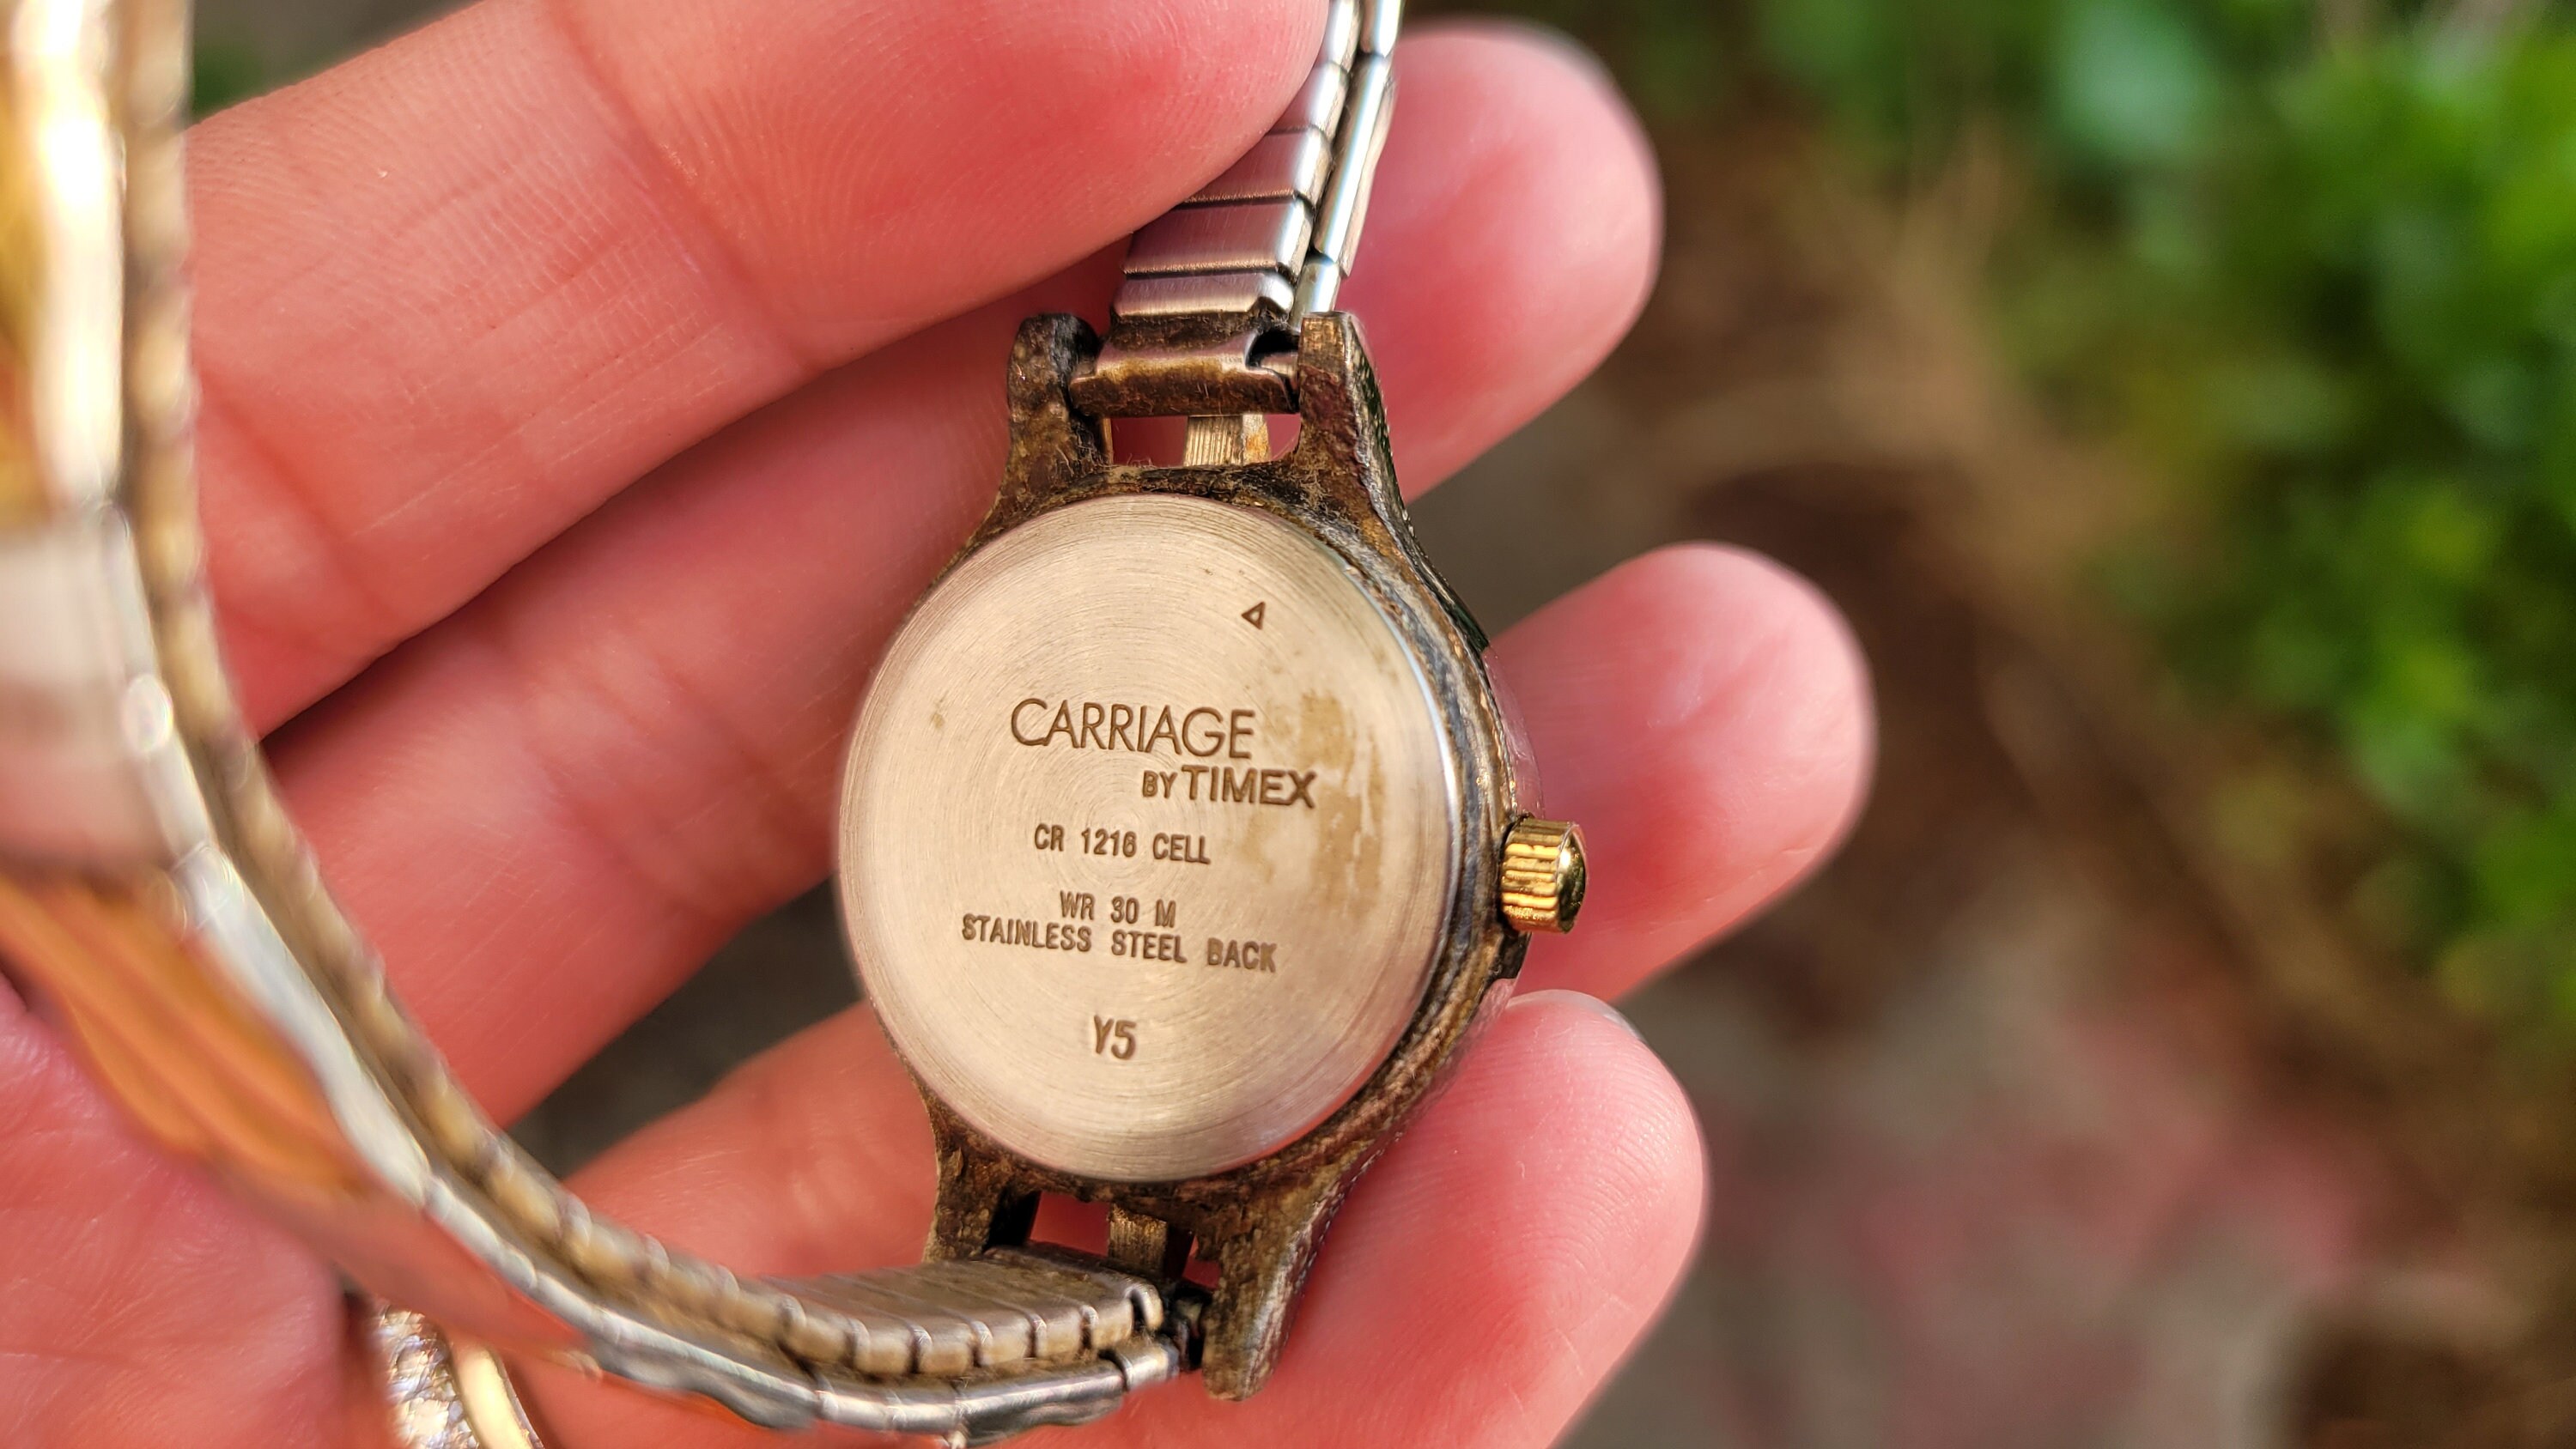 CARRIAGE
BY TIMEX
CR 1216 CELL
WR 30 M
STAINLESS STEEL BACK
Y5